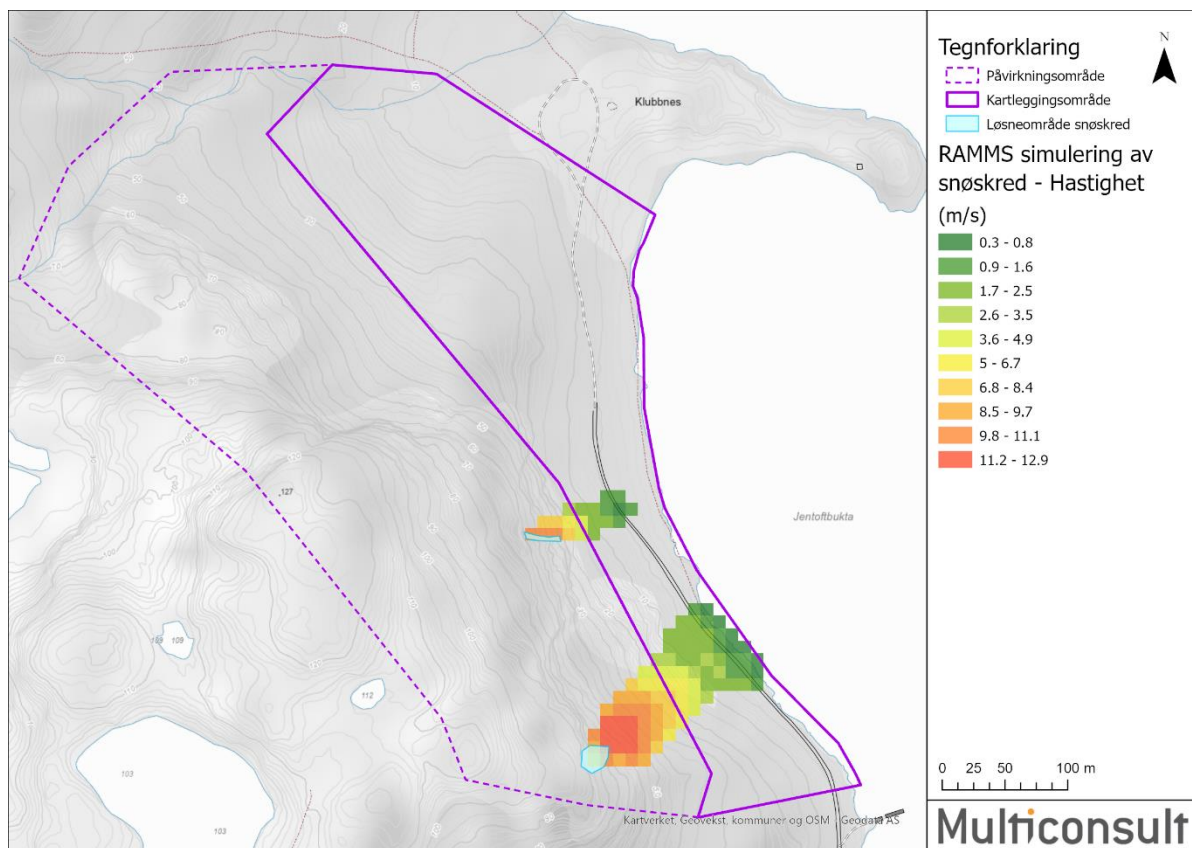 Klubbnes
Jentoftbukta
127
109
109
112
103
103
Kartverket, Geovekst, kommuner og OSM - Geodata AS
N
Tegnforklaring
Påvirkningsområde
Kartleggingsområde
Løsneområde snøskred
RAMMS simulering av
snøskred - Hastighet
(m/s)
0.3 - 0.8
0.9 - 1.6
1.7 - 2.5
2.6 - 3.5
3.6 - 4.9
5 - 6.7
6.8 - 8.4
8.5 - 9.7
9.8 - 11.1
11.2 - 12.9
0 25 50 100 m
Multiconsult